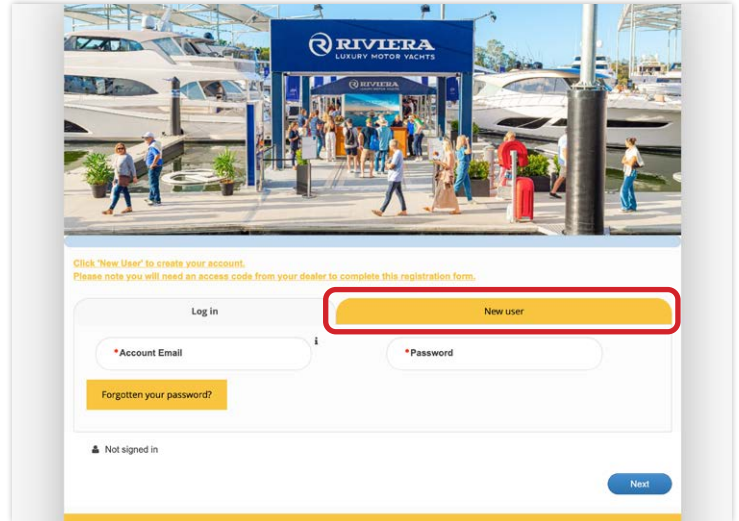 RIVIERA
LUXURY MOTOR YACHTS
RIVIERA
Click 'New User' to create your account.
Please note you will need an access code from your dealer to complete this registration form.
Log in
New user
*Account Email
i
*Password
Forgotten your password?
Not signed in
Next